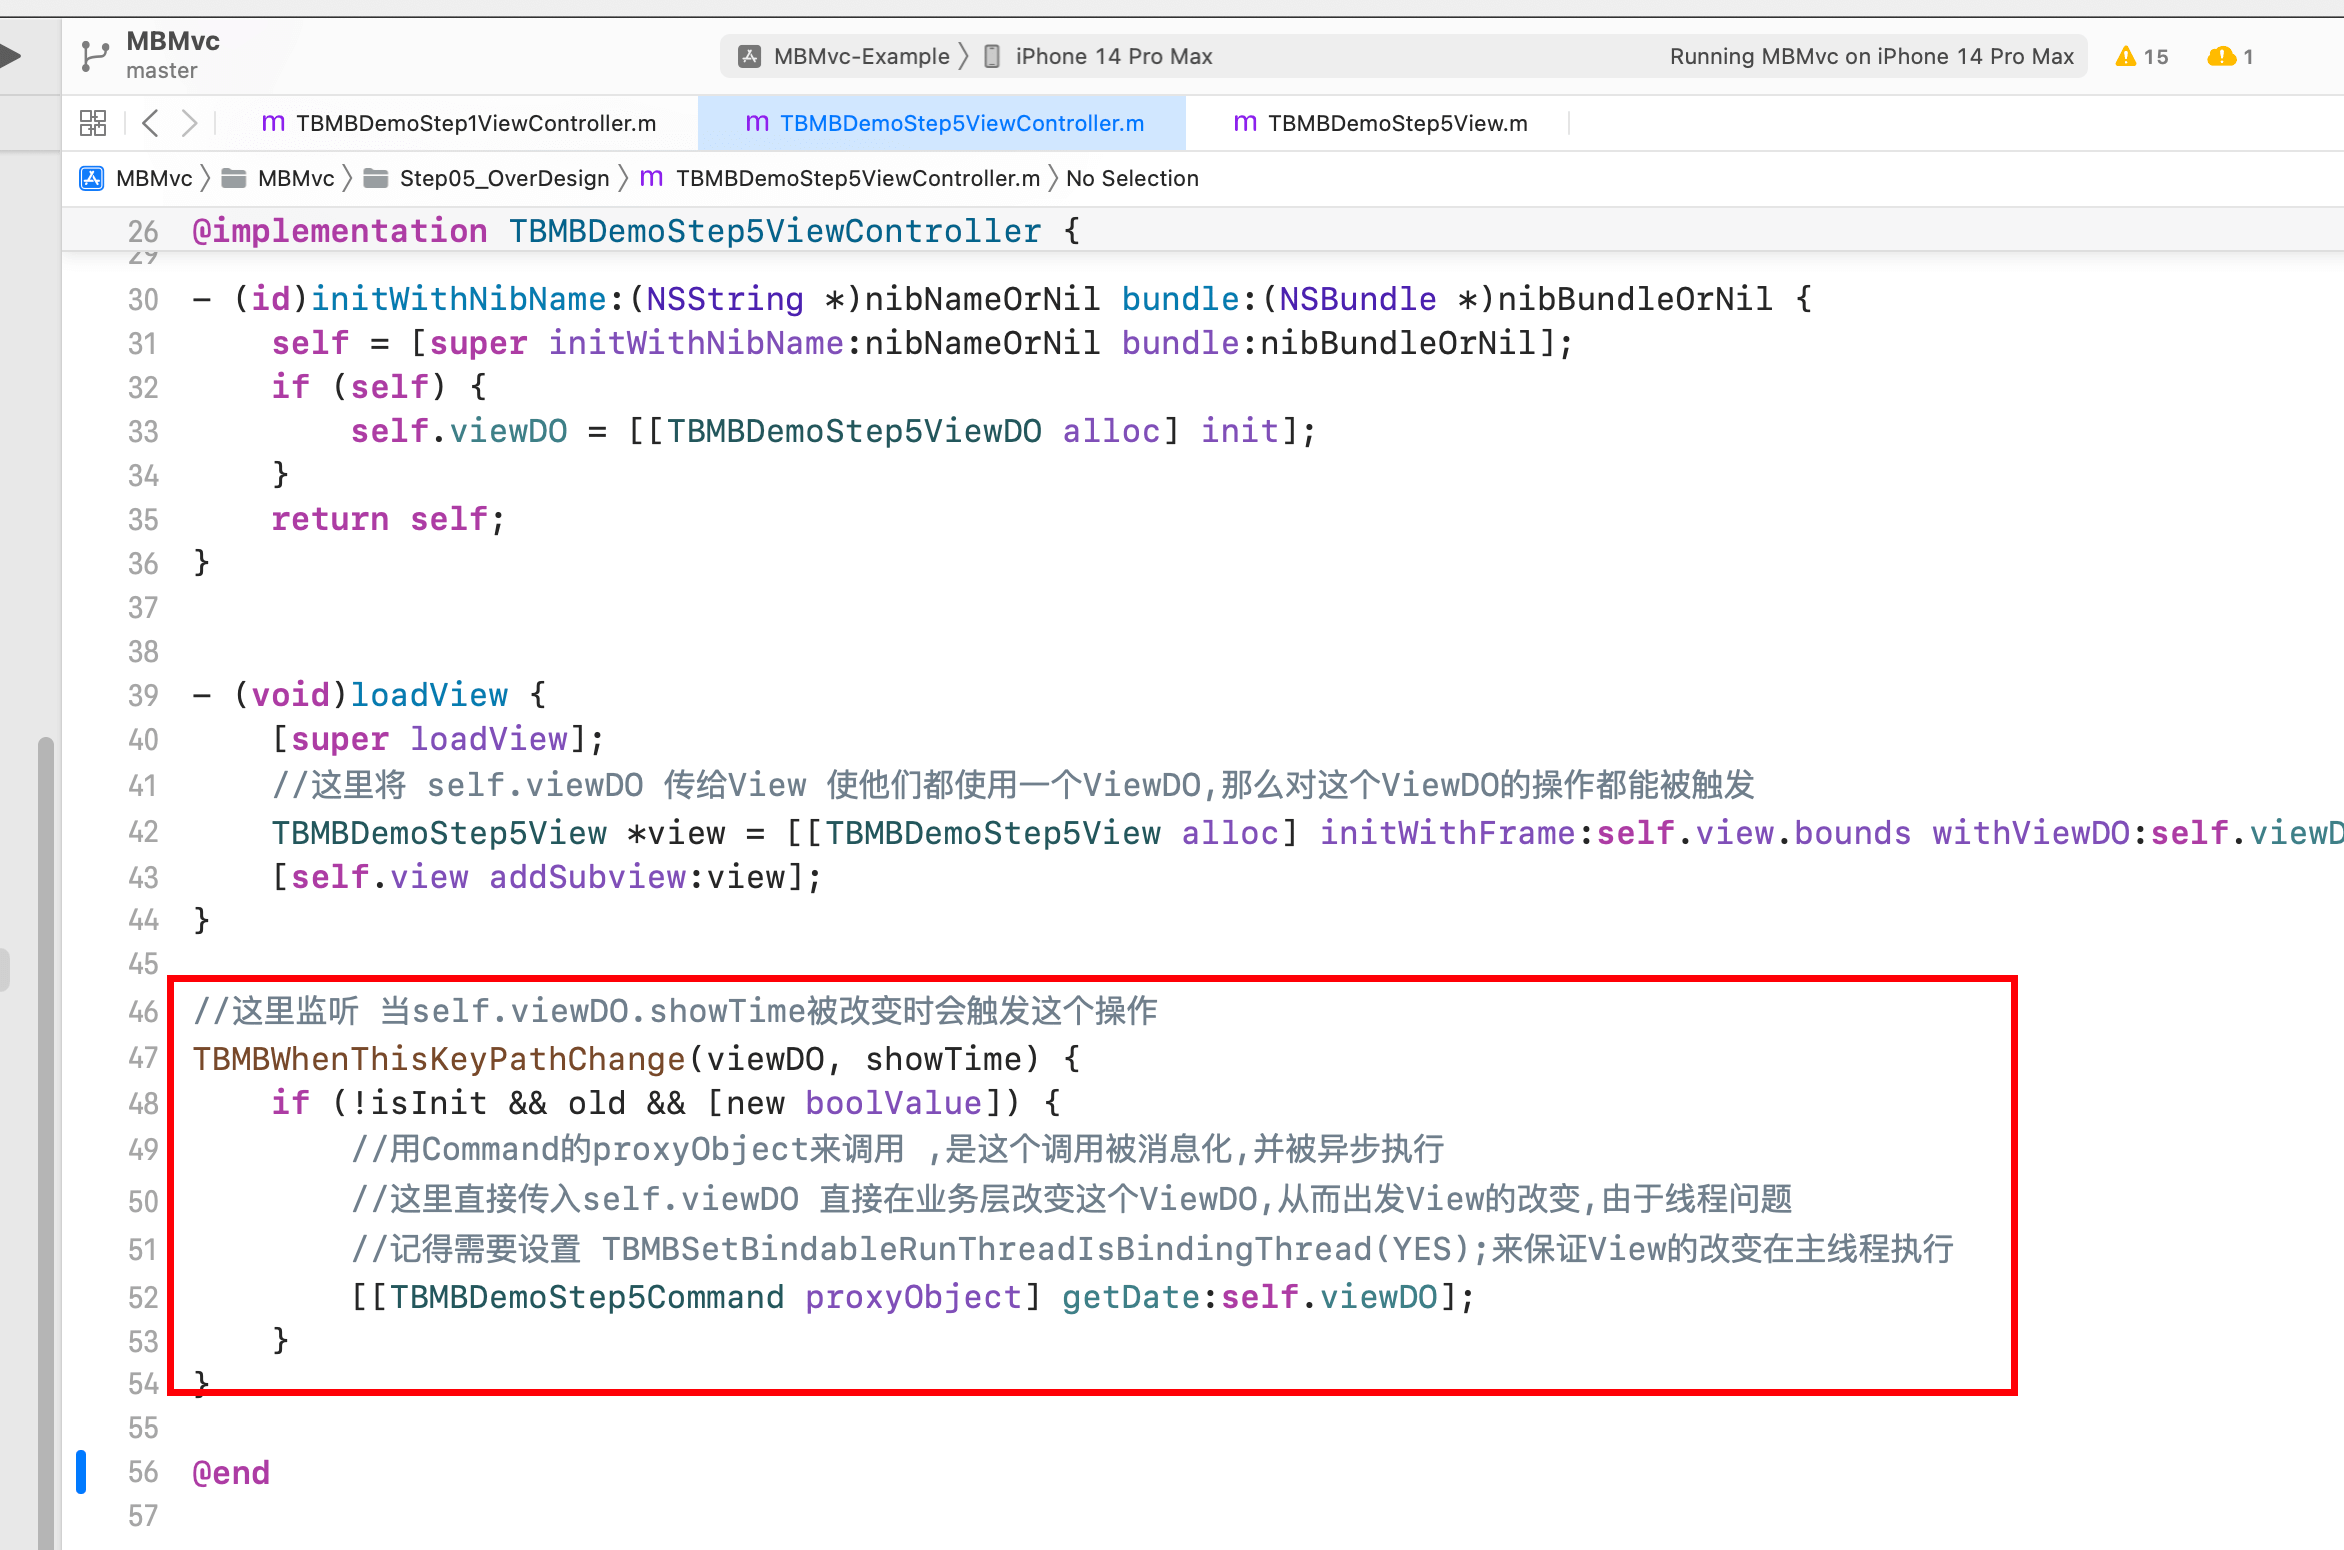 MBMvc
master
MBMvc-Example 〉 iPhone 14 Pro Max
Running MBMvc on iPhone 14 Pro Max
15
1
m TBMBDemoStep1ViewController.m
m TBMBDemoStep5ViewController.m
m TBMBDemoStep5View.m
MBMvc 〉 MBMvc 〉 Step05_OverDesign 〉 m TBMBDemoStep5ViewController.m 〉 No Selection
26 @implementation TBMBDemoStep5ViewController {
29
30 - (id)initWithNibName:(NSString *)nibNameOrNil bundle:(NSBundle *)nibBundleOrNil {
31 self = [super initWithNibName:nibNameOrNil bundle:nibBundleOrNil];
32 if (self) {
33 self.viewDO = [[TBMBDemoStep5ViewDO alloc] init];
34 }
35 return self;
36 }
37
38
39 - (void)loadView {
40 [super loadView];
41 //这里将 self.viewDO 传给View 使他们都使用一个ViewDO,那么对这个ViewDO的操作都能被触发
42 TBMBDemoStep5View *view = [[TBMBDemoStep5View alloc] initWithFrame:self.view.bounds withViewDO:self.viewD
43 [self.view addSubview:view];
44 }
45
46 //这里监听 当self.viewDO.showTime被改变时会触发这个操作
47 TBMBWhenThisKeyPathChange(viewDO, showTime) {
48 if (!isInit && old && [new boolValue]) {
49 //用Command的proxyObject来调用 ,是这个调用被消息化,并被异步执行
50 //这里直接传入self.viewDO 直接在业务层改变这个ViewDO,从而出发View的改变,由于线程问题
51 //记得需要设置 TBMBSetBindableRunThreadIsBindingThread(YES);来保证View的改变在主线程执行
52 [[TBMBDemoStep5Command proxyObject] getDate:self.viewDO];
53 }
54 }
55
56 @end
57